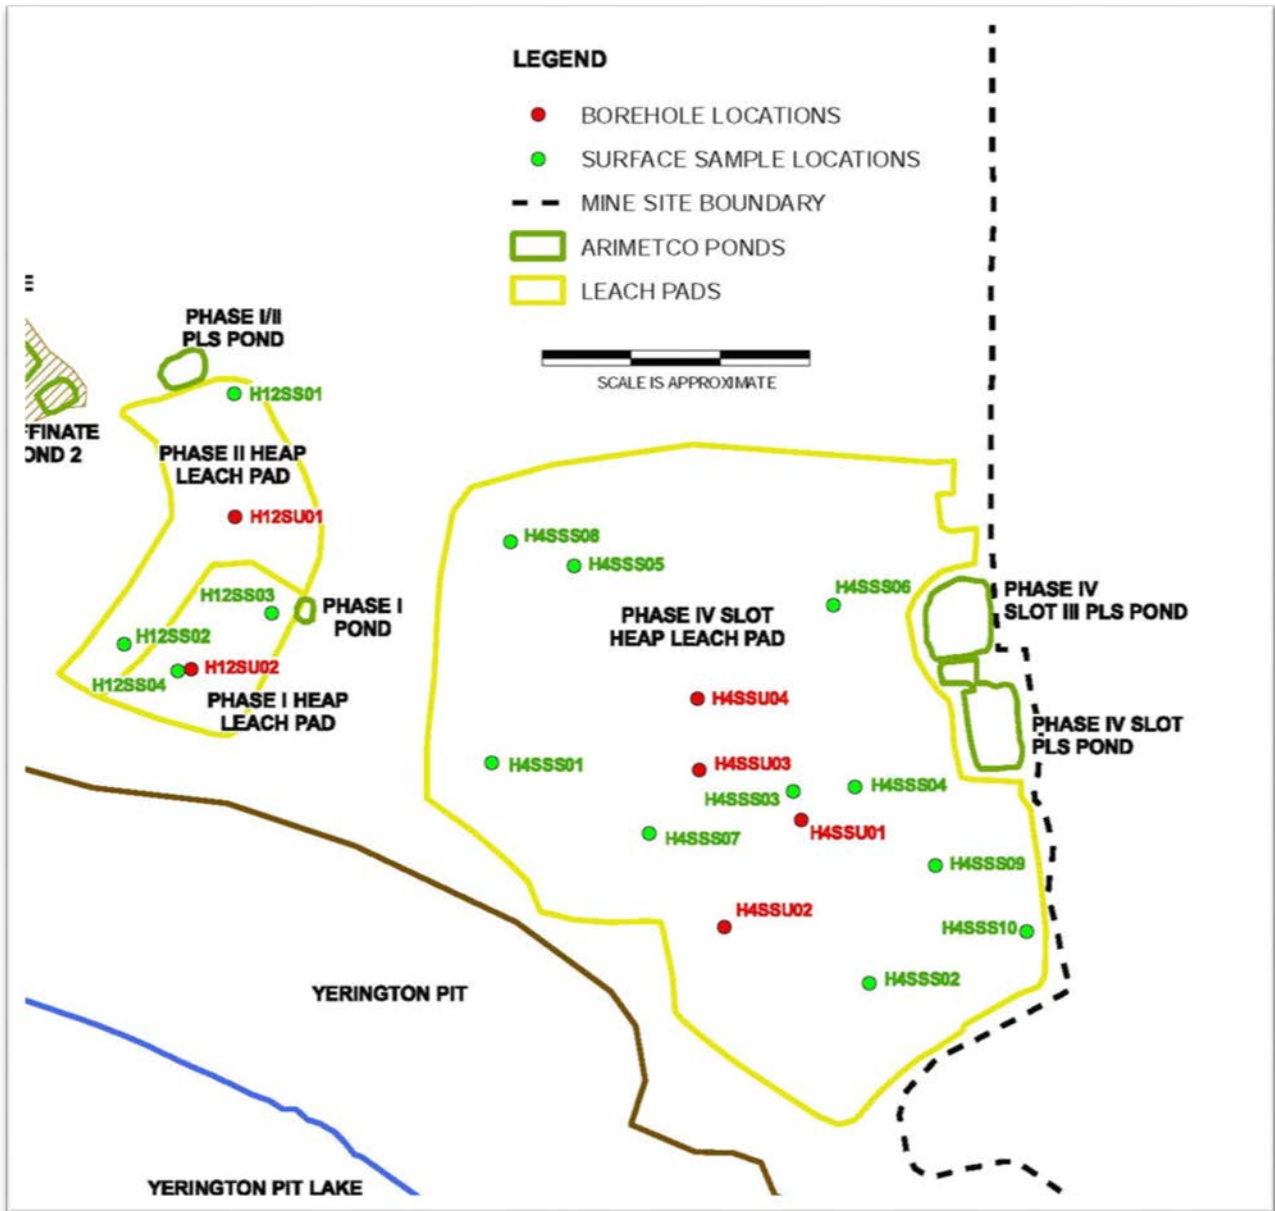 LEGEND
BOREHOLE LOCATIONS
SURFACE SAMPLE LOCATIONS
MINE SITE BOUNDARY
ARIMETCO PONDS
LEACH PADS
SCALE IS APPROXIMATE
E
PHASE I/II
PLS POND
H12SS01
FFINATE
OND 2
PHASE II HEAP
LEACH PAD
H12SU01
H12SS03
PHASE I
POND
H12SS02
H12SU02
H12SS04
PHASE I HEAP
LEACH PAD
H4SSS08
H4SSS05
H4SSS06
PHASE IV SLOT
HEAP LEACH PAD
PHASE IV
SLOT III PLS POND
H4SSU04
PHASE IV SLOT
PLS POND
H4SSS01
H4SSU03
H4SSS03
H4SSS04
H4SSU01
H4SSS07
H4SSS09
H4SSU02
H4SSS10
H4SSS02
YERINGTON PIT
YERINGTON PIT LAKE